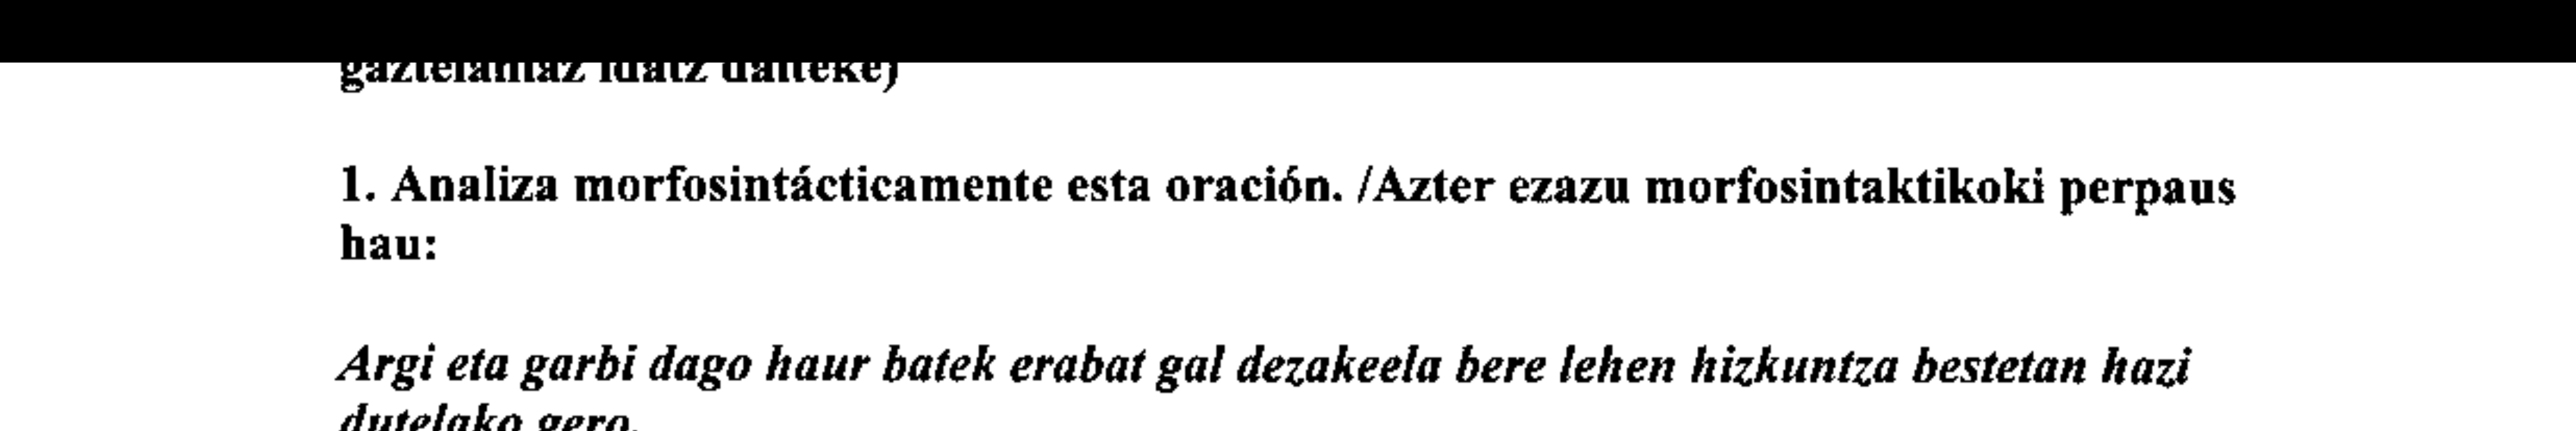 gaztelaniaz idatz daiteke)
1. Analiza morfosintácticamente esta oración. /Azter ezazu morfosintaktikoki perpaus
hau:
Argi eta garbi dago haur batek erabat gal dezakeela bere lehen hizkuntza bestetan hazi
dutelako gero.